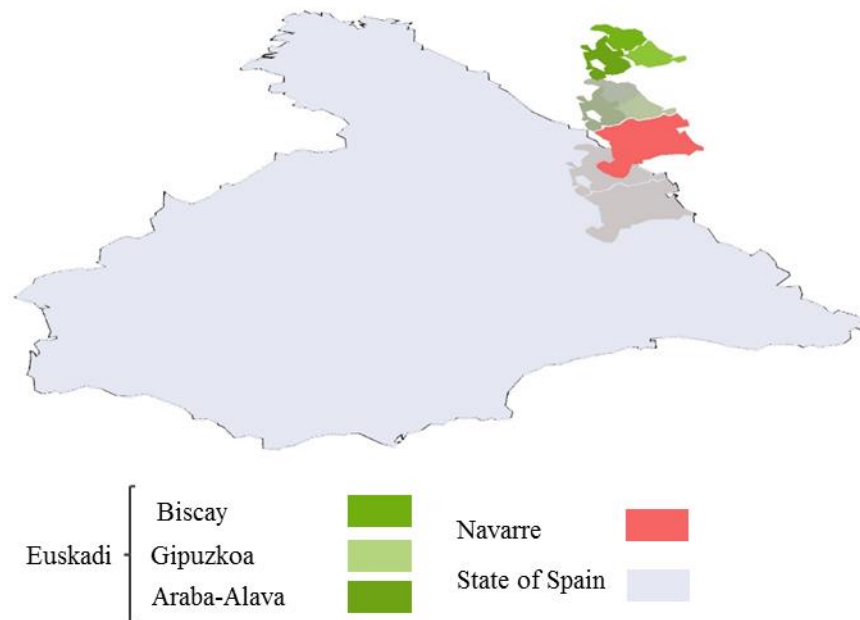 Euskadi
Biscay
Gipuzkoa
Araba-Alava
Navarre
State of Spain